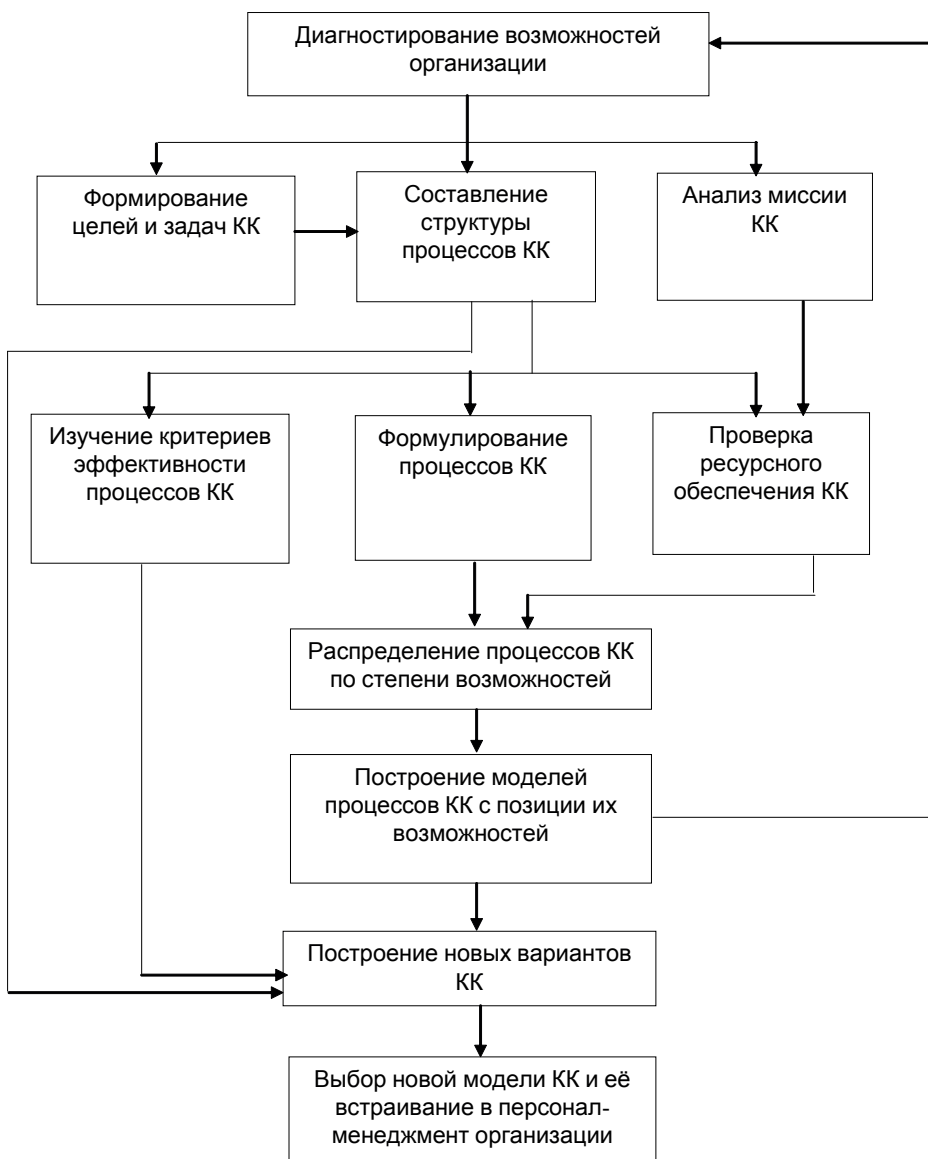 Диагностирование возможностей
организации
Формирование
целей и задач КК
Составление
структуры
процессов КК
Анализ миссии
КК
Изучение критериев
эффективности
процессов КК
Формулирование
процессов КК
Проверка
ресурсного
обеспечения КК
Распределение процессов КК
по степени возможностей
Построение моделей
процессов КК с позиции их
возможностей
Построение новых вариантов
КК
Выбор новой модели КК и её
встраивание в персонал-
менеджмент организации